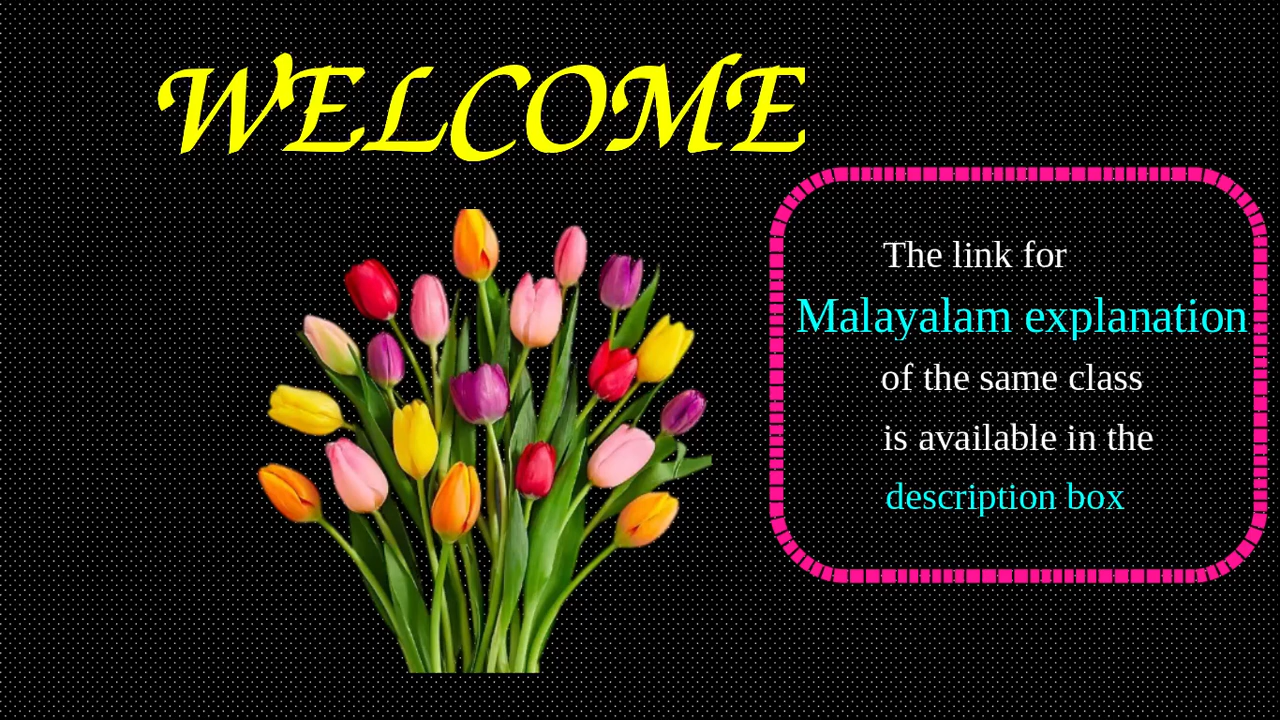 WELCOME
The link for
Malayalam explanation
of the same class
is available in the
description box